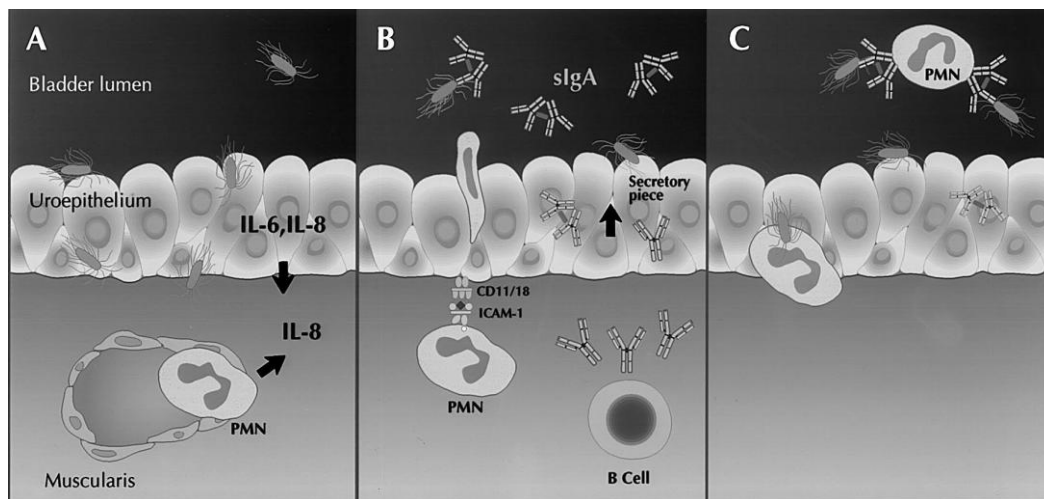 A
Bladder lumen
Uroepithelium
IL-6,IL-8
IL-8
PMN
Muscularis
B
sIgA
Secretory
piece
CD11/18
ICAM-1
PMN
B Cell
C
PMN